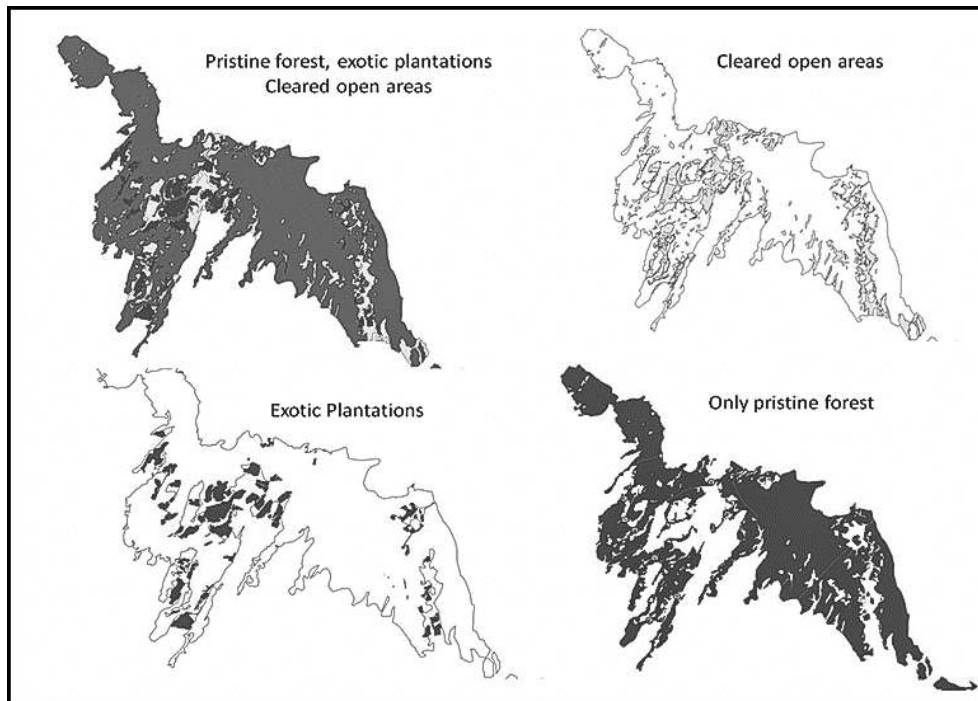 Pristine forest, exotic plantations
Cleared open areas
Cleared open areas
Exotic Plantations
Only pristine forest